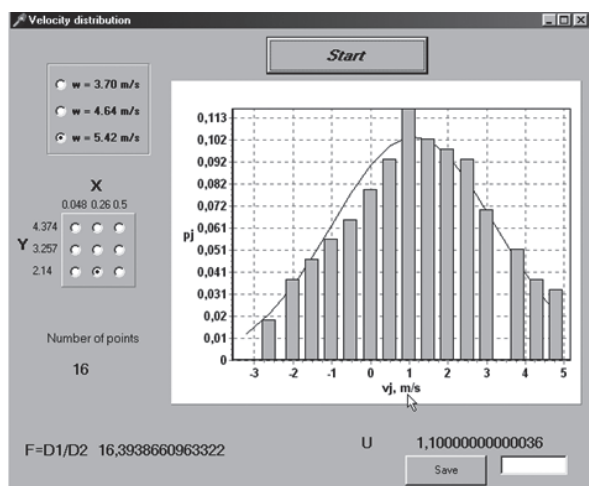 Velocity distribution
Start
w = 3.70 m/s
w = 4.64 m/s
w = 5.42 m/s
X
0.048 0.26 0.5
4.374
Y 3.257
2.14
Number of points
16
0,113
0,102
0,092
0,082
0,072
0,061
0,051
0,041
0,031
0,02
0,01
0
pj
-3 -2 -1 0 1 2 3 4 5
vj, m/s
F=D1/D2 16,3938660963322
U 1,10000000000036
Save